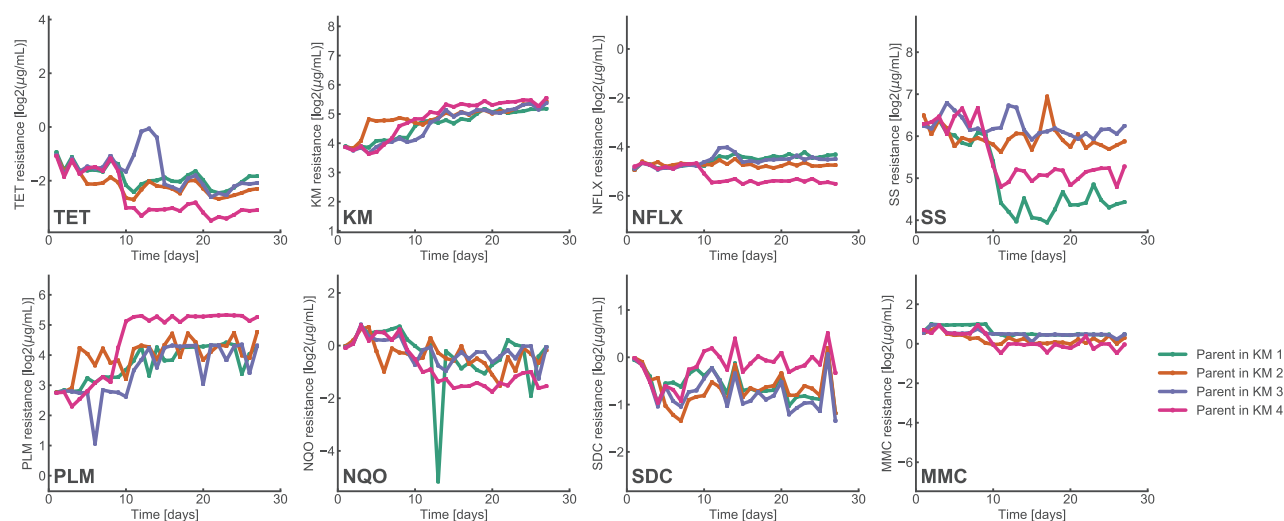 TET resistance [log2(μg/mL)]
4
2
0
−2
0
10
20
30
Time [days]
TET
KM resistance [log2(μg/mL)]
8
7
6
5
4
3
2
1
0
10
20
30
Time [days]
KM
NFLX resistance [log2(μg/mL)]
0
−2
−4
−6
0
10
20
30
Time [days]
NFLX
SS resistance [log2(μg/mL)]
8
7
6
5
4
0
10
20
30
Time [days]
SS
PLM resistance [log2(μg/mL)]
6
5
4
3
2
1
0
0
10
20
30
Time [days]
PLM
NQO resistance [log2(μg/mL)]
2
0
−2
−4
0
10
20
30
Time [days]
NQO
SDC resistance [log2(μg/mL)]
1
0
−1
−2
0
10
20
30
Time [days]
SDC
MMC resistance [log2(μg/mL)]
2
0
−2
−4
−6
0
10
20
30
Time [days]
MMC
Parent in KM 1
Parent in KM 2
Parent in KM 3
Parent in KM 4